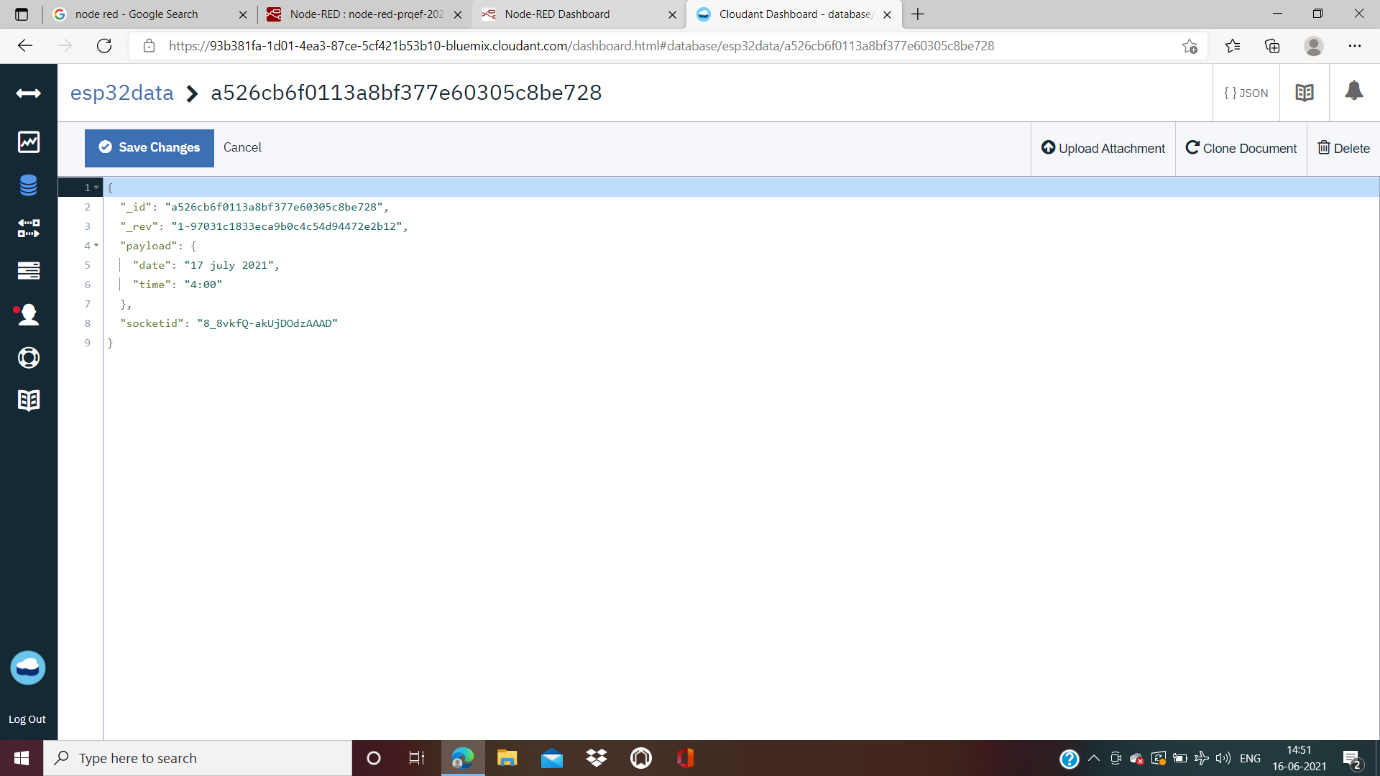 node red - Google Search
Node-RED : node-red-prqef-202
Node-RED Dashboard
Cloudant Dashboard - database/
https://93b381fa-1d01-4ea3-87ce-5cf421b53b10-bluemix.cloudant.com/dashboard.html#database/esp32data/a526cb6f0113a8bf377e60305c8be728
esp32data > a526cb6f0113a8bf377e60305c8be728
{ } JSON
Save Changes
Cancel
Upload Attachment
Clone Document
Delete
1 {
2 "_id": "a526cb6f0113a8bf377e60305c8be728",
3 "_rev": "1-97031c1833eca9b0c4c54d94472e2b12",
4 "payload": {
5 "date": "17 july 2021",
6 "time": "4:00"
7 },
8 "socketid": "8_8vkfQ-akUjDOdzAAAD"
9 }
Log Out
Type here to search
ENG
14:51
16-06-2021
2